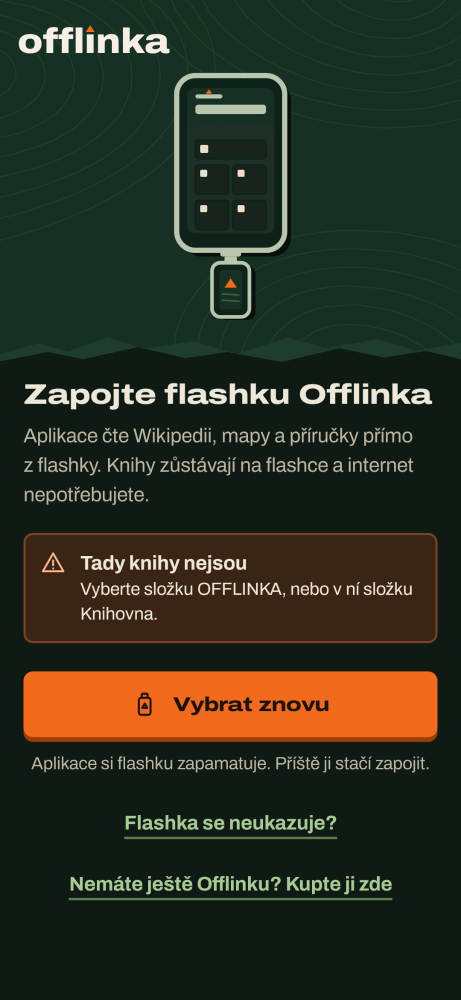 offlinka
Zapojte flashku Offlinka
Aplikace čte Wikipedii, mapy a příručky přímo
z flashky. Knihy zůstávají na flashce a internet
nepotřebujete.
Tady knihy nejsou
Vyberte složku OFFLINKA, nebo v ní složku
Knihovna.
Vybrat znovu
Aplikace si flashku zapamatuje. Příště ji stačí zapojit.
Flashka se neukazuje?
Nemáte ještě Offlinku? Kupte ji zde